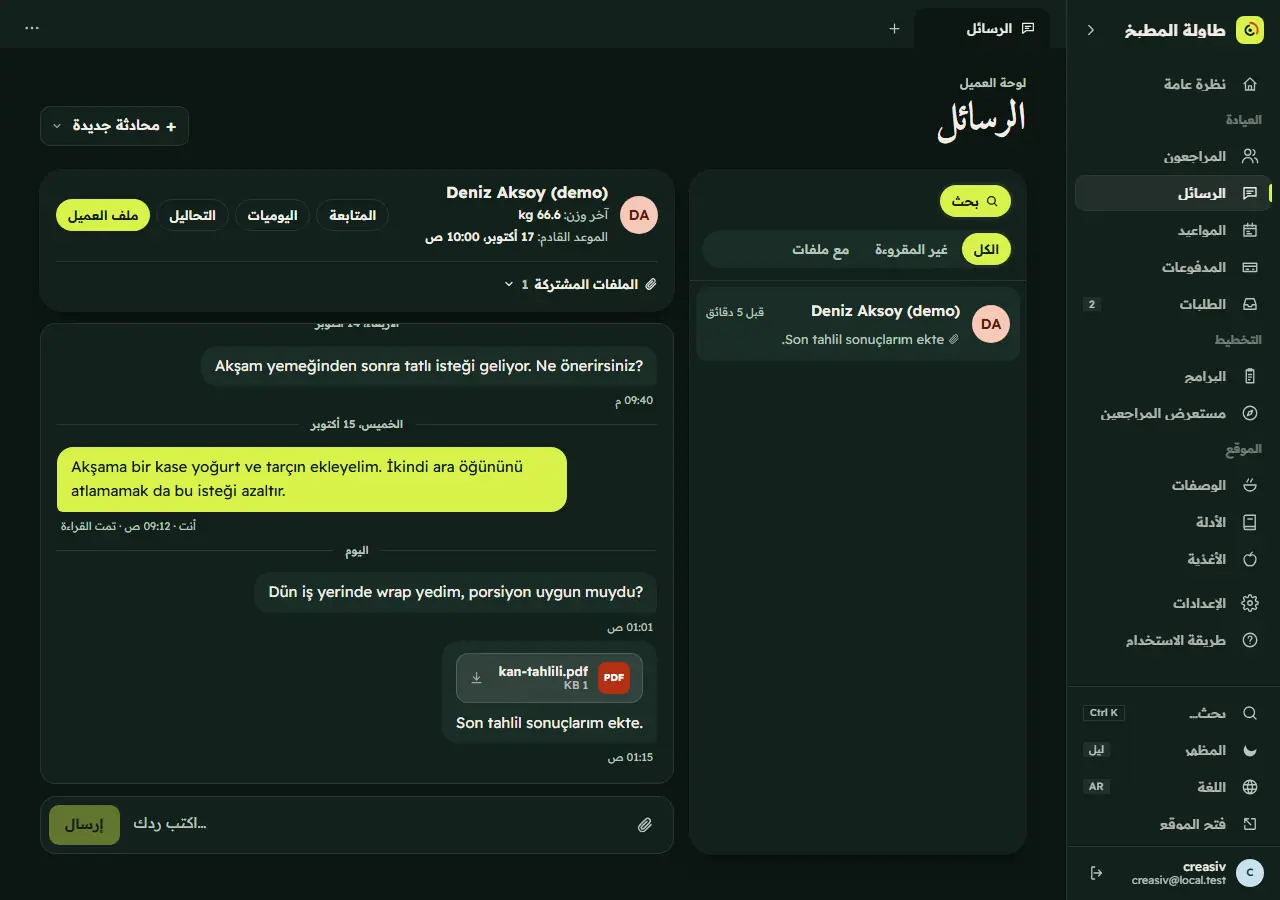 طاولة المطبخ
نظرة عامة
العيادة
المراجعون
الرسائل
المواعيد
المدفوعات
الطلبات
2
التخطيط
البرامج
مستعرض المراجعين
الموقع
الوصفات
الأدلة
الأغذية
الإعدادات
طريقة الاستخدام
بحث...
Ctrl K
المظهر
ليل
اللغة
AR
فتح الموقع
C
creasiv
creasiv@local.test
الرسائل
لوحة العميل
الرسائل
+ محادثة جديدة
بحث
الكل
غير المقروءة
مع ملفات
DA
Deniz Aksoy (demo)
قبل 5 دقائق
Son tahlil sonuçlarım ekte.
DA
Deniz Aksoy (demo)
آخر وزن: 66.6 kg
الموعد القادم: 17 أكتوبر، 10:00 ص
المتابعة
اليوميات
التحاليل
ملف العميل
الملفات المشتركة 1
الأربعاء، 14 أكتوبر
Akşam yemeğinden sonra tatlı isteği geliyor. Ne önerirsiniz?
09:40 م
الخميس، 15 أكتوبر
Akşama bir kase yoğurt ve tarçın ekleyelim. İkindi ara öğününü
atlamamak da bu isteği azaltır.
أنت · 09:12 ص · تمت القراءة
اليوم
Dün iş yerinde wrap yedim, porsiyon uygun muydu?
01:01 ص
PDF
kan-tahlili.pdf
1 KB
Son tahlil sonuçlarım ekte.
01:15 ص
اكتب ردك...
إرسال